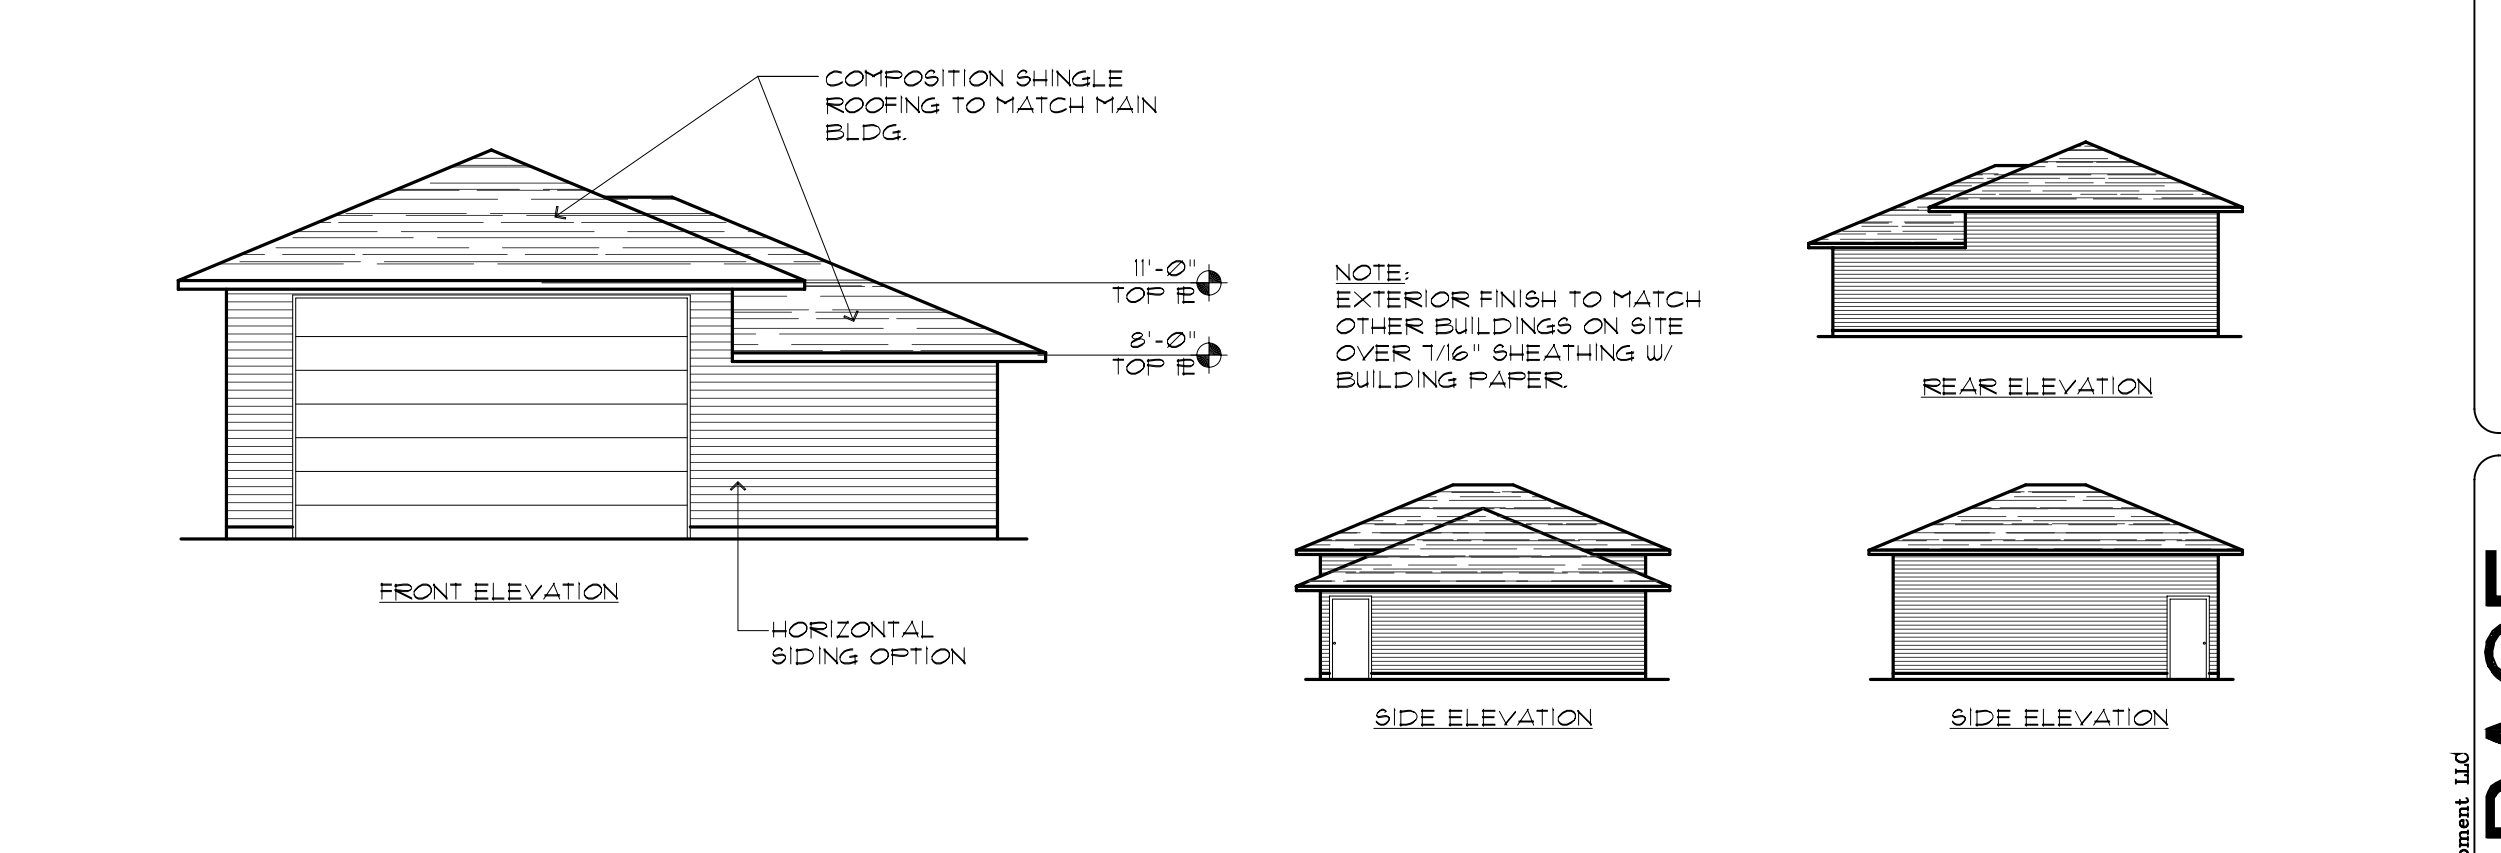 COMPOSITION SHINGLE
ROOFING TO MATCH MAIN
BLDG.
11'-0"
TOP PL
8'-0"
TOP PL
FRONT ELEVATION
HORIZONTAL
SIDING OPTION
NOTE:
EXTERIOR FINISH TO MATCH
OTHER BUILDINGS ON SITE
OVER 7/16" SHEATHING W/
BUILDING PAPER.
REAR ELEVATION
SIDE ELEVATION
SIDE ELEVATION
LLC